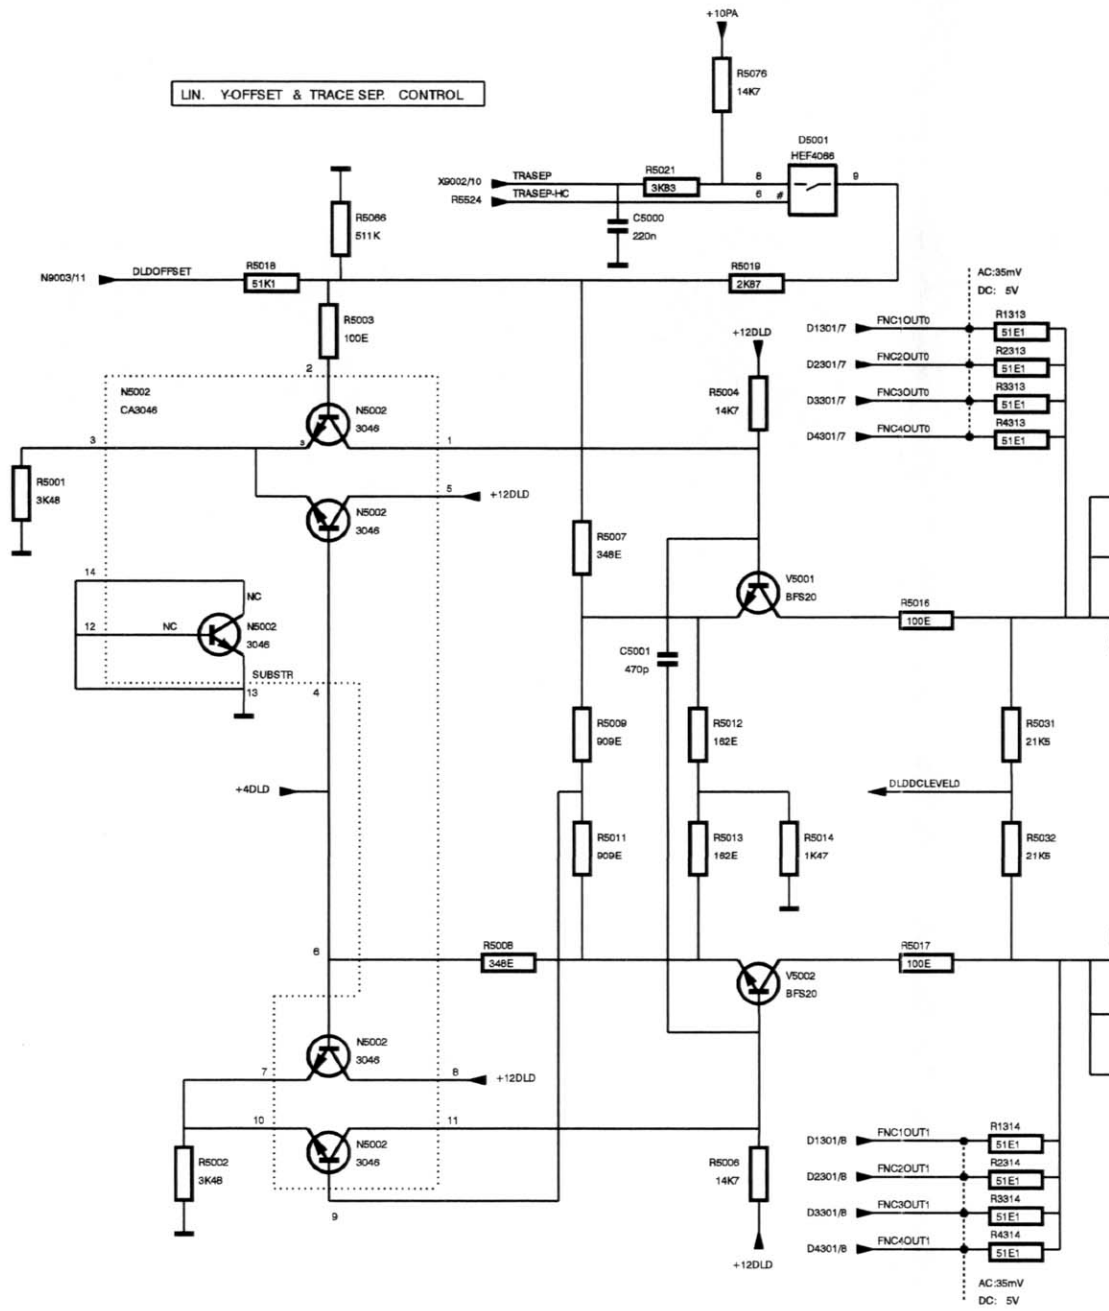 +10PA
R5076
14K7
LIN. Y-OFFSET & TRACE SEP. CONTROL
D5001
HEF4066
X9002/10
TRASEP
R5021
3K83
8
9
R5524
TRASEP-HC
6
#
R5066
511K
C5000
220n
N9003/11
DLDOFFSET
R5018
51K1
R5019
2K87
AC:35mV
DC: 5V
R5003
100E
+12DLD
D1301/7
FNC1OUT0
R1313
51E1
D2301/7
FNC2OUT0
R2313
51E1
D3301/7
FNC3OUT0
R3313
51E1
D4301/7
FNC4OUT0
R4313
51E1
2
N5002
CA3046
R5004
14K7
N5002
3046
3
3
1
R5001
3K48
5
+12DLD
N5002
3046
R5007
348E
14
NC
12
NC
N5002
3046
V5001
BFS20
R5016
100E
C5001
470p
SUBSTR
13
4
R5009
909E
R5012
162E
R5031
21K5
+4DLD
DLDDCLEVEL0
R5011
909E
R5013
162E
R5014
1K47
R5032
21K5
6
R5008
348E
R5017
100E
V5002
BFS20
N5002
3046
7
8
+12DLD
10
11
N5002
3046
R5002
3K48
R5006
14K7
9
+12DLD
D1301/8
FNC1OUT1
R1314
51E1
D2301/8
FNC2OUT1
R2314
51E1
D3301/8
FNC3OUT1
R3314
51E1
D4301/8
FNC4OUT1
R4314
51E1
AC:35mV
DC: 5V